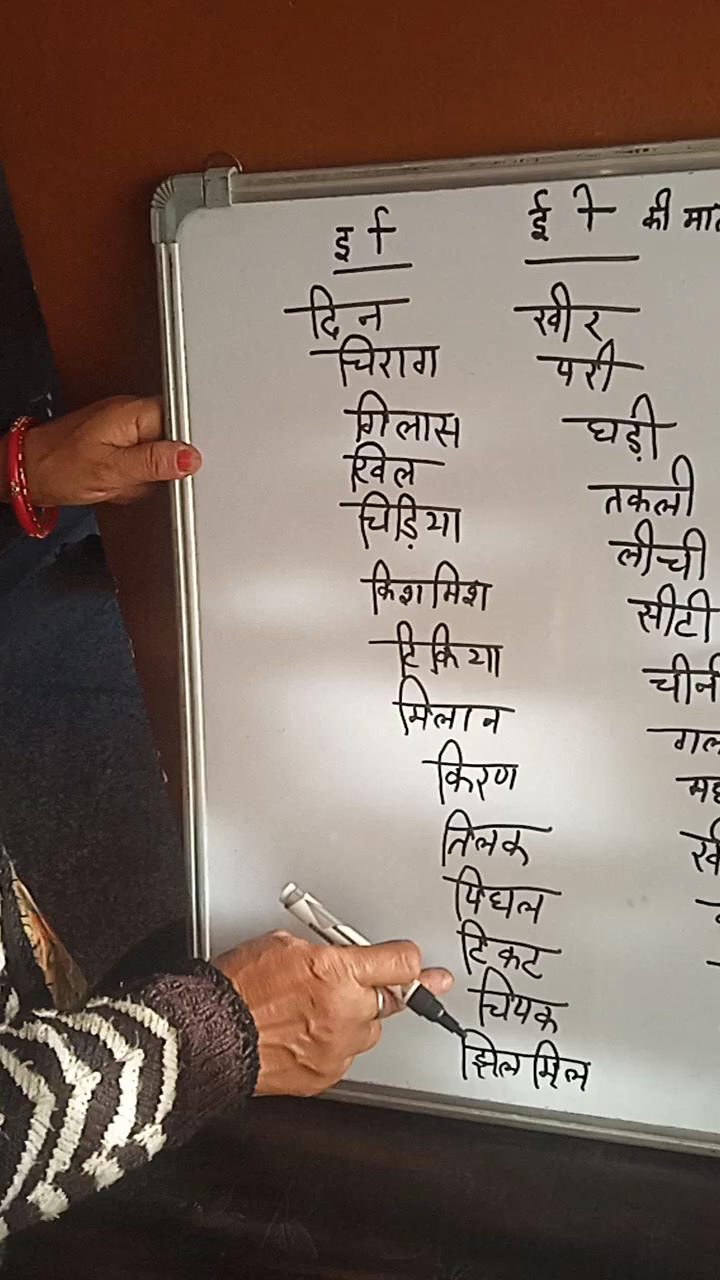 इ ि
ई ी की मा
दिन
चिराग
गिलास
खिल
चिड़िया
किशमिश
टिकिया
मिलान
किरण
तिलक
पिघल
टिकट
चिपक
झिलमिल
खीर
परी
घड़ी
तकली
लीची
सीटी